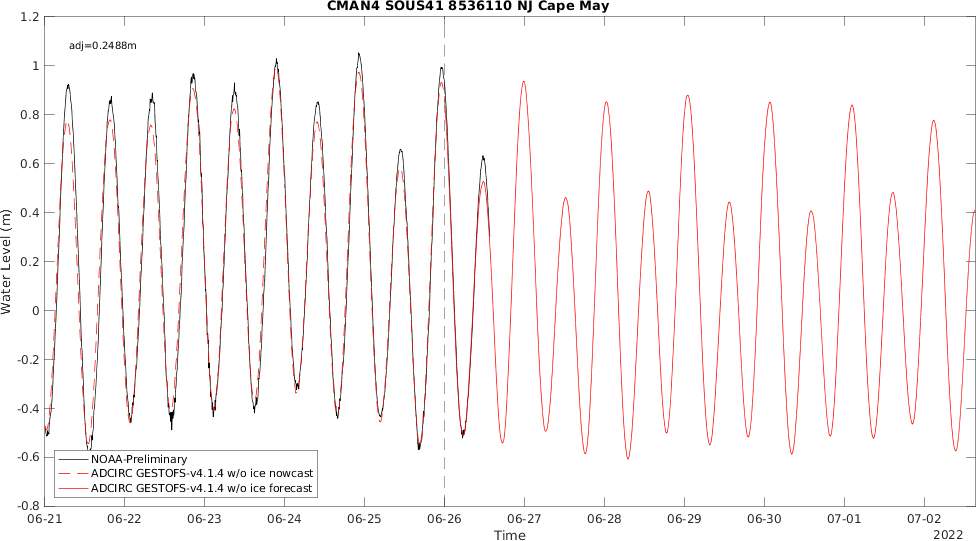 CMAN4 SOUS41 8536110 NJ Cape May
1.2
adj=0.2488m
1
0.8
0.6
0.4
0.2
0
-0.2
-0.4
-0.6
-0.8
Water Level (m)
NOAA-Preliminary
ADCIRC GESTOFS-v4.1.4 w/o ice nowcast
ADCIRC GESTOFS-v4.1.4 w/o ice forecast
06-21 06-22 06-23 06-24 06-25 06-26 06-27 06-28 06-29 06-30 07-01 07-02
Time
2022